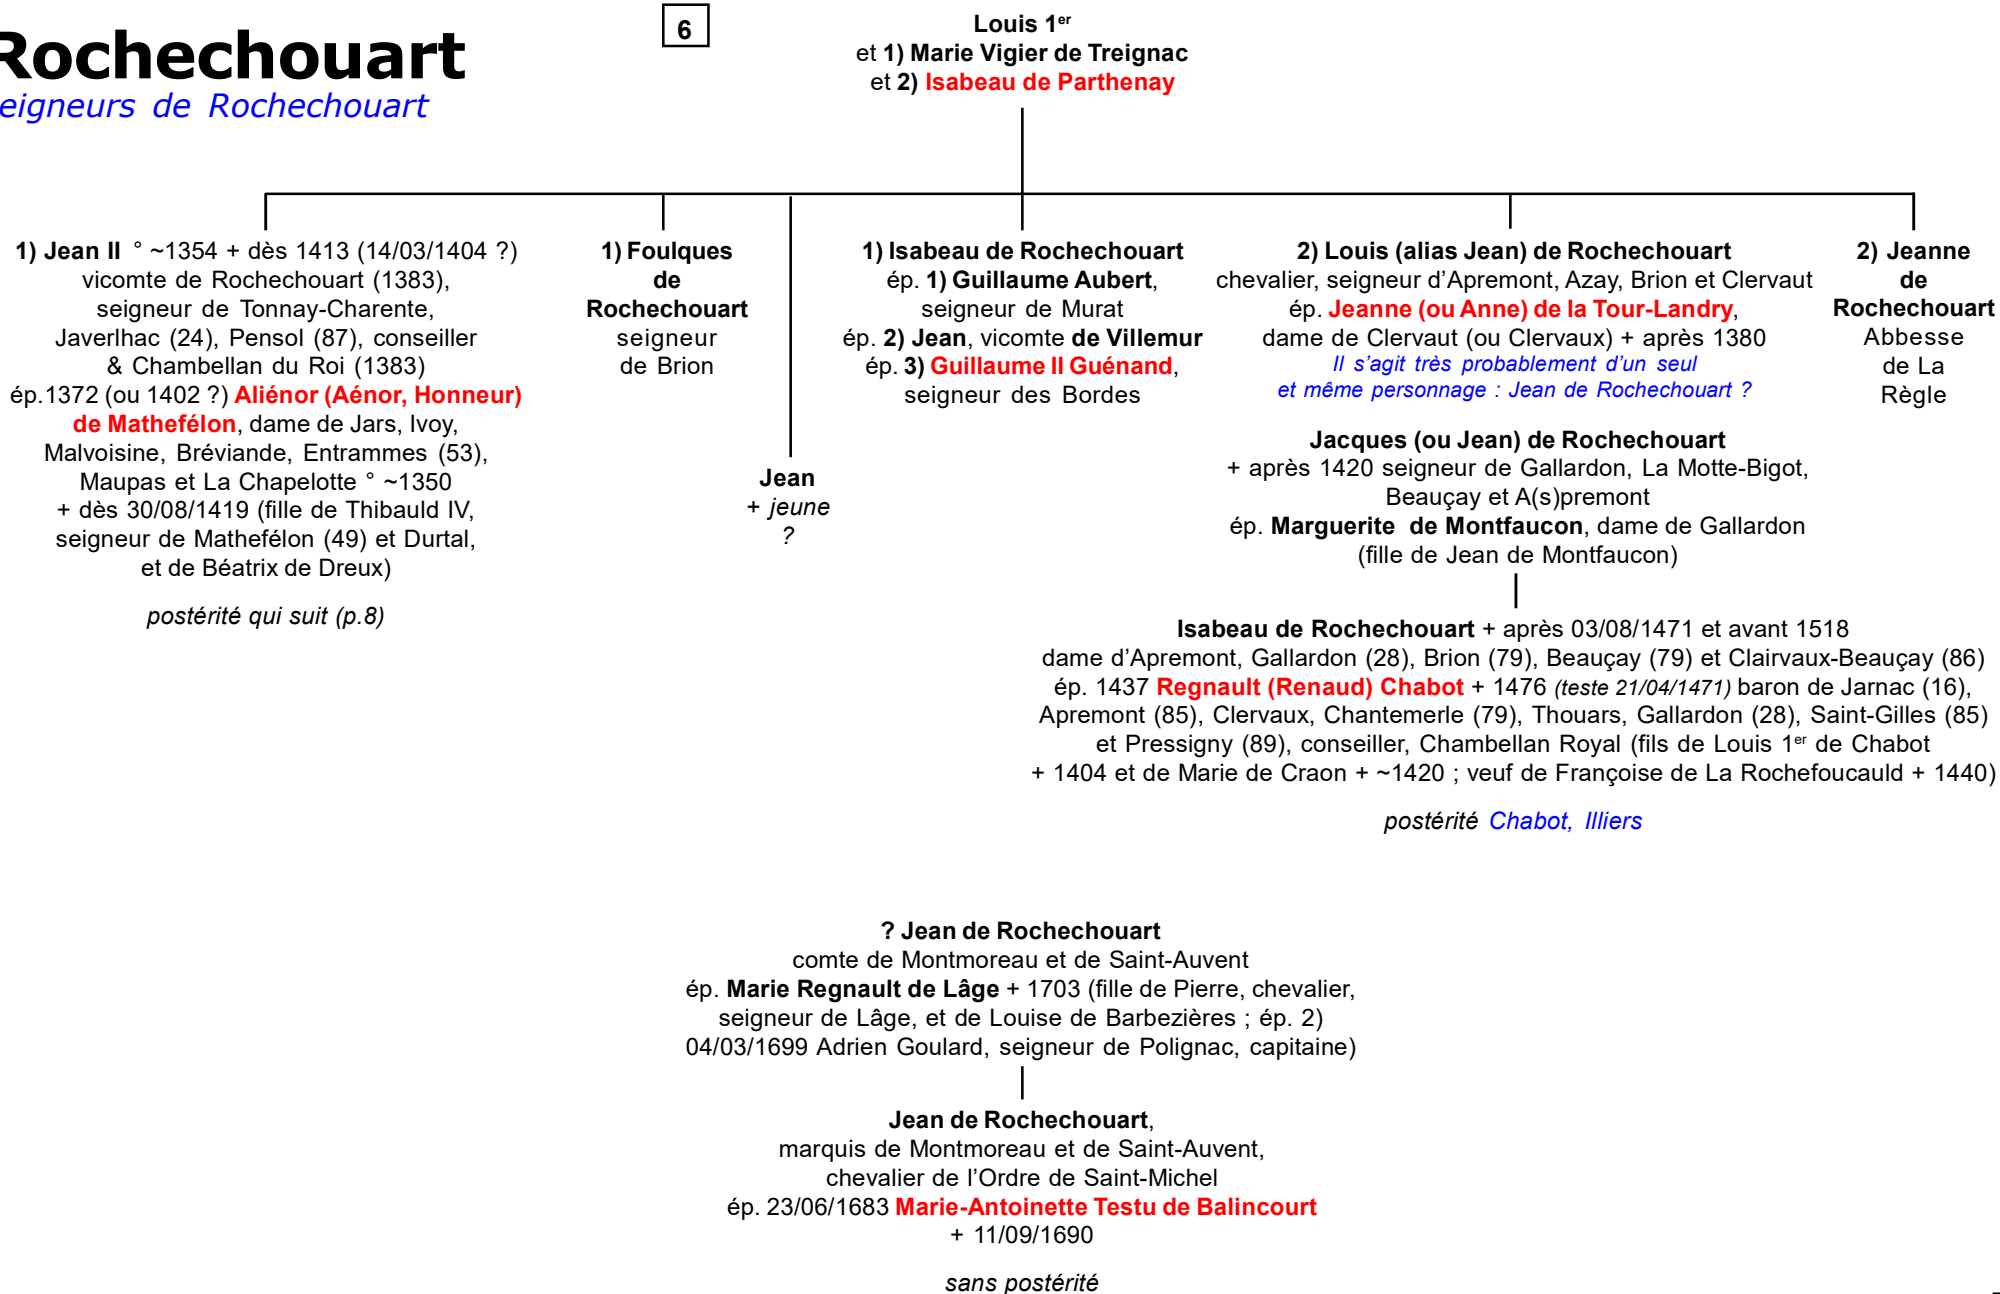 Rochechouart
eigneurs de Rochechouart
6
Louis 1er
et 1) Marie Vigier de Treignac
et 2) Isabeau de Parthenay
1) Jean II ° ~1354 + dès 1413 (14/03/1404 ?)
vicomte de Rochechouart (1383),
seigneur de Tonnay-Charente,
Javerlhac (24), Pensol (87), conseiller
& Chambellan du Roi (1383)
ép.1372 (ou 1402 ?) Aliénor (Aénor, Honneur)
de Mathefélon, dame de Jars, Ivoy,
Malvoisine, Bréviande, Entrammes (53),
Maupas et La Chapelotte ° ~1350
+ dès 30/08/1419 (fille de Thibauld IV,
seigneur de Mathefélon (49) et Durtal,
et de Béatrix de Dreux)
postérité qui suit (p.8)
1) Foulques
de
Rochechouart
seigneur
de Brion
Jean
+ jeune
?
1) Isabeau de Rochechouart
ép. 1) Guillaume Aubert,
seigneur de Murat
ép. 2) Jean, vicomte de Villemur
ép. 3) Guillaume II Guénand,
seigneur des Bordes
2) Louis (alias Jean) de Rochechouart
chevalier, seigneur d'Apremont, Azay, Brion et Clervaut
ép. Jeanne (ou Anne) de la Tour-Landry,
dame de Clervaut (ou Clervaux) + après 1380
Il s'agit très probablement d'un seul
et même personnage : Jean de Rochechouart ?
Jacques (ou Jean) de Rochechouart
+ après 1420 seigneur de Gallardon, La Motte-Bigot,
Beauçay et A(s)premont
ép. Marguerite de Montfaucon, dame de Gallardon
(fille de Jean de Montfaucon)
2) Jeanne
de
Rochechouart
Abbesse
de La
Règle
Isabeau de Rochechouart + après 03/08/1471 et avant 1518
dame d'Apremont, Gallardon (28), Brion (79), Beauçay (79) et Clairvaux-Beauçay (86)
ép. 1437 Regnault (Renaud) Chabot + 1476 (teste 21/04/1471) baron de Jarnac (16),
Apremont (85), Clervaux, Chantemerle (79), Thouars, Gallardon (28), Saint-Gilles (85)
et Pressigny (89), conseiller, Chambellan Royal (fils de Louis 1er de Chabot
+ 1404 et de Marie de Craon + ~1420 ; veuf de Françoise de La Rochefoucauld + 1440)
postérité Chabot, Illiers
? Jean de Rochechouart
comte de Montmoreau et de Saint-Auvent
ép. Marie Regnault de Lâge + 1703 (fille de Pierre, chevalier,
seigneur de Lâge, et de Louise de Barbezières ; ép. 2)
04/03/1699 Adrien Goulard, seigneur de Polignac, capitaine)
Jean de Rochechouart,
marquis de Montmoreau et de Saint-Auvent,
chevalier de l'Ordre de Saint-Michel
ép. 23/06/1683 Marie-Antoinette Testu de Balincourt
+ 11/09/1690
sans postérité